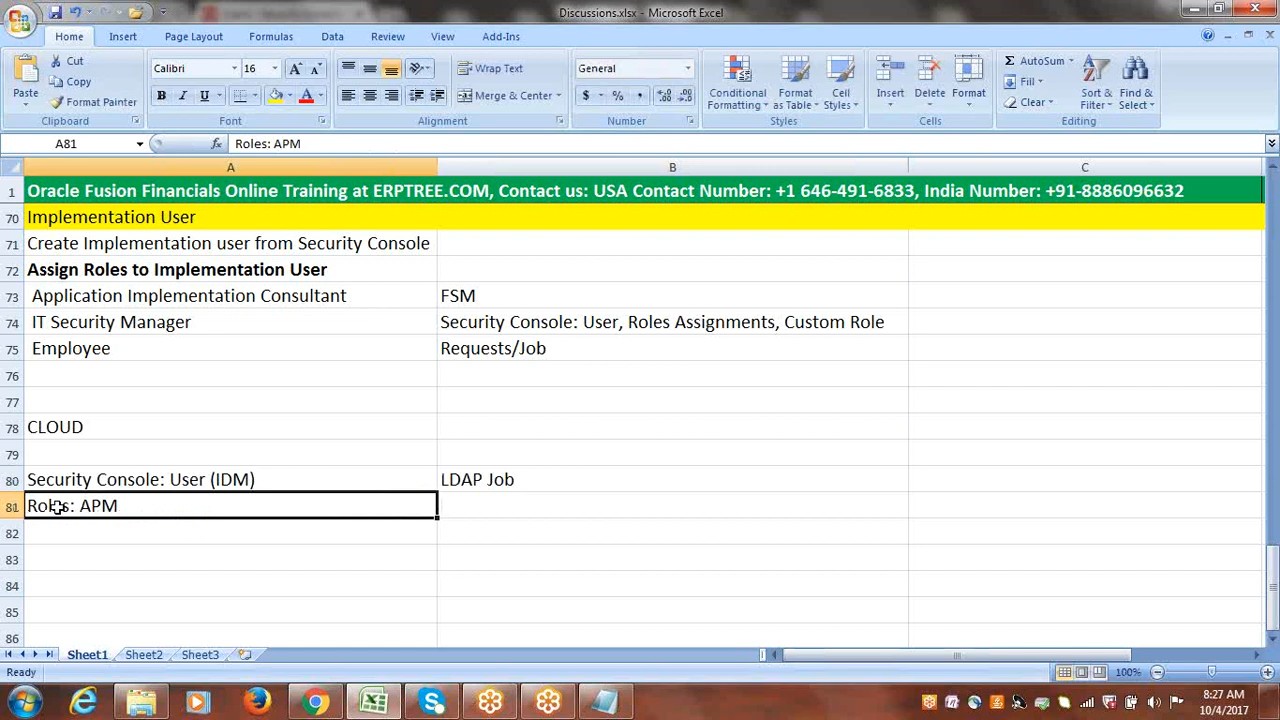 Discussions.xlsx - Microsoft Excel
Home Insert Page Layout Formulas Data Review View Add-Ins
Paste Cut Copy Format Painter Clipboard
Calibri 16 A A B I U A Font
Wrap Text Merge & Center Alignment
General $ % , Number
Conditional Formatting Format as Table Cell Styles Styles
Insert Delete Format Cells
Σ AutoSum Fill Clear Sort & Filter Find & Select Editing
A81 fx Roles: APM
A B C
1 Oracle Fusion Financials Online Training at ERPTREE.COM, Contact us: USA Contact Number: +1 646-491-6833, India Number: +91-8886096632
70 Implementation User
71 Create Implementation user from Security Console
72 Assign Roles to Implementation User
73 Application Implementation Consultant FSM
74 IT Security Manager Security Console: User, Roles Assignments, Custom Role
75 Employee Requests/Job
76
77
78 CLOUD
79
80 Security Console: User (IDM) LDAP Job
81 Roles: APM
82
83
84
85
86
Sheet1 Sheet2 Sheet3
Ready 100%
8:27 AM
10/4/2017